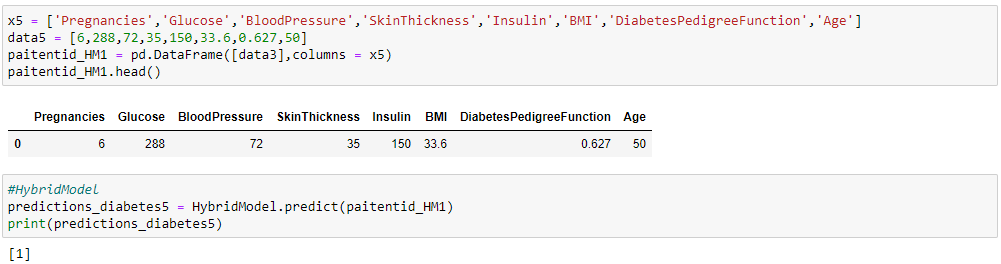 x5 = ['Pregnancies','Glucose','BloodPressure','SkinThickness','Insulin','BMI','DiabetesPedigreeFunction','Age']
data5 = [6,288,72,35,150,33.6,0.627,50]
paitentid_HM1 = pd.DataFrame([data3],columns = x5)
paitentid_HM1.head()
Pregnancies Glucose BloodPressure SkinThickness Insulin BMI DiabetesPedigreeFunction Age
0 6 288 72 35 150 33.6 0.627 50
#HybridModel
predictions_diabetes5 = HybridModel.predict(paitentid_HM1)
print(predictions_diabetes5)
[1]